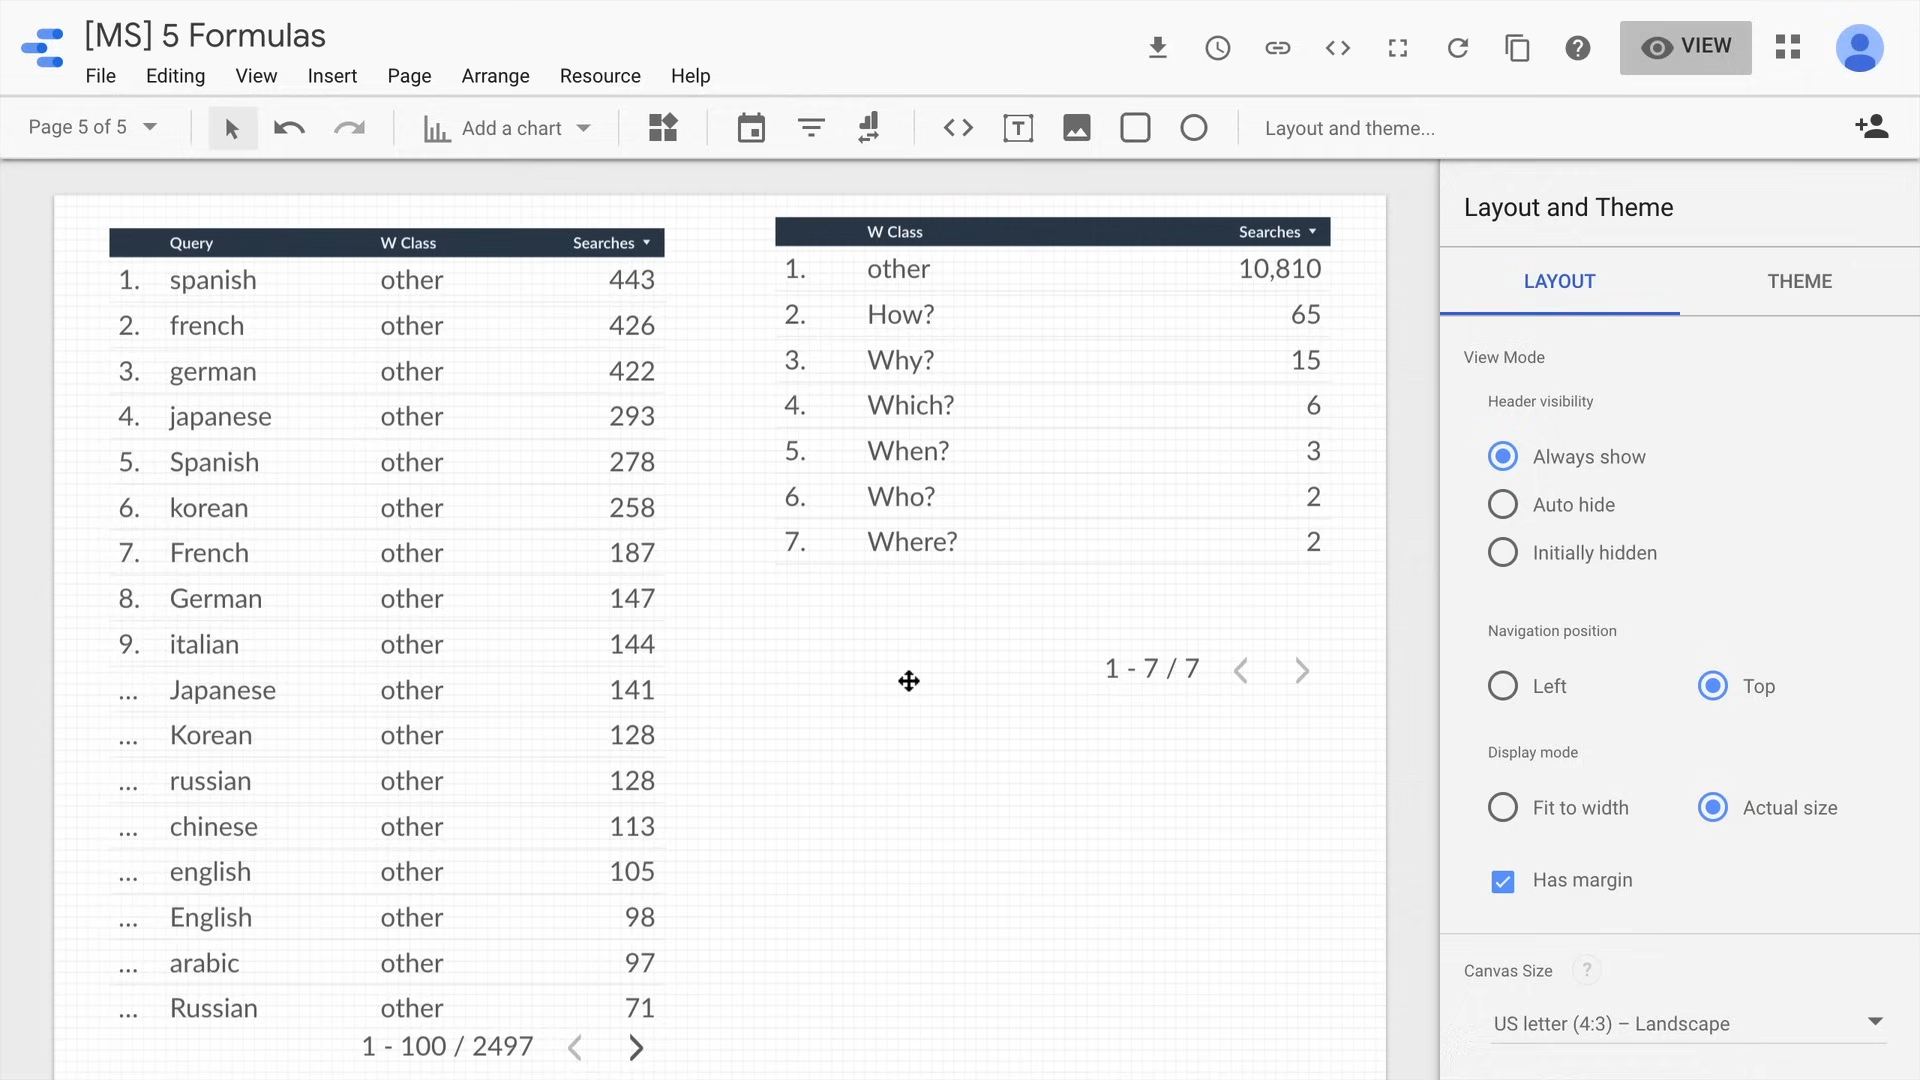 [MS] 5 Formulas
File Editing View Insert Page Arrange Resource Help
VIEW
Page 5 of 5
Add a chart
Layout and theme...
Query W Class Searches
1. spanish other 443
2. french other 426
3. german other 422
4. japanese other 293
5. Spanish other 278
6. korean other 258
7. French other 187
8. German other 147
9. italian other 144
... Japanese other 141
... Korean other 128
... russian other 128
... chinese other 113
... english other 105
... English other 98
... arabic other 97
... Russian other 71
1 - 100 / 2497
W Class Searches
1. other 10,810
2. How? 65
3. Why? 15
4. Which? 6
5. When? 3
6. Who? 2
7. Where? 2
1 - 7 / 7
Layout and Theme
LAYOUT THEME
View Mode
Header visibility
Always show
Auto hide
Initially hidden
Navigation position
Left Top
Display mode
Fit to width Actual size
Has margin
Canvas Size ?
US letter (4:3) – Landscape